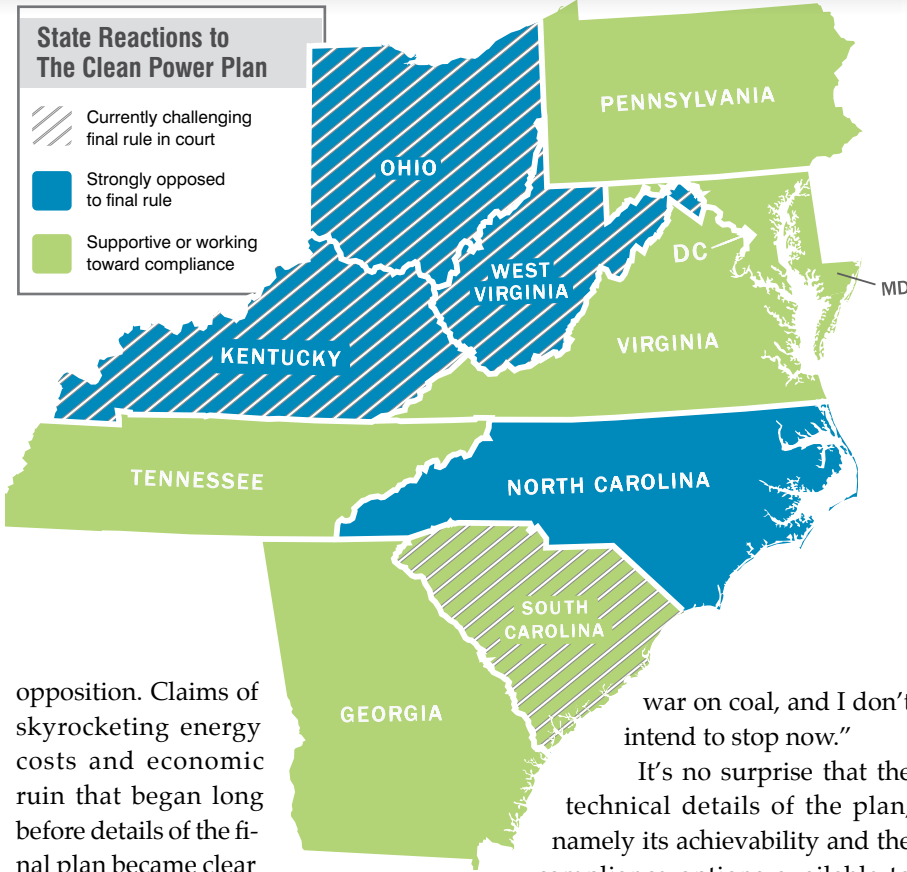 State Reactions to
The Clean Power Plan
Currently challenging
final rule in court
Strongly opposed
to final rule
Supportive or working
toward compliance
PENNSYLVANIA
OHIO
WEST
VIRGINIA
DC
MD
KENTUCKY
VIRGINIA
TENNESSEE
NORTH CAROLINA
SOUTH
CAROLINA
GEORGIA
opposition. Claims of
skyrocketing energy
costs and economic
ruin that began long
before details of the fi-
nal plan became clear
war on coal, and I don't
intend to stop now.”
It’s no surprise that the
technical details of the plan,
namely its achievability and the
compliance options available to